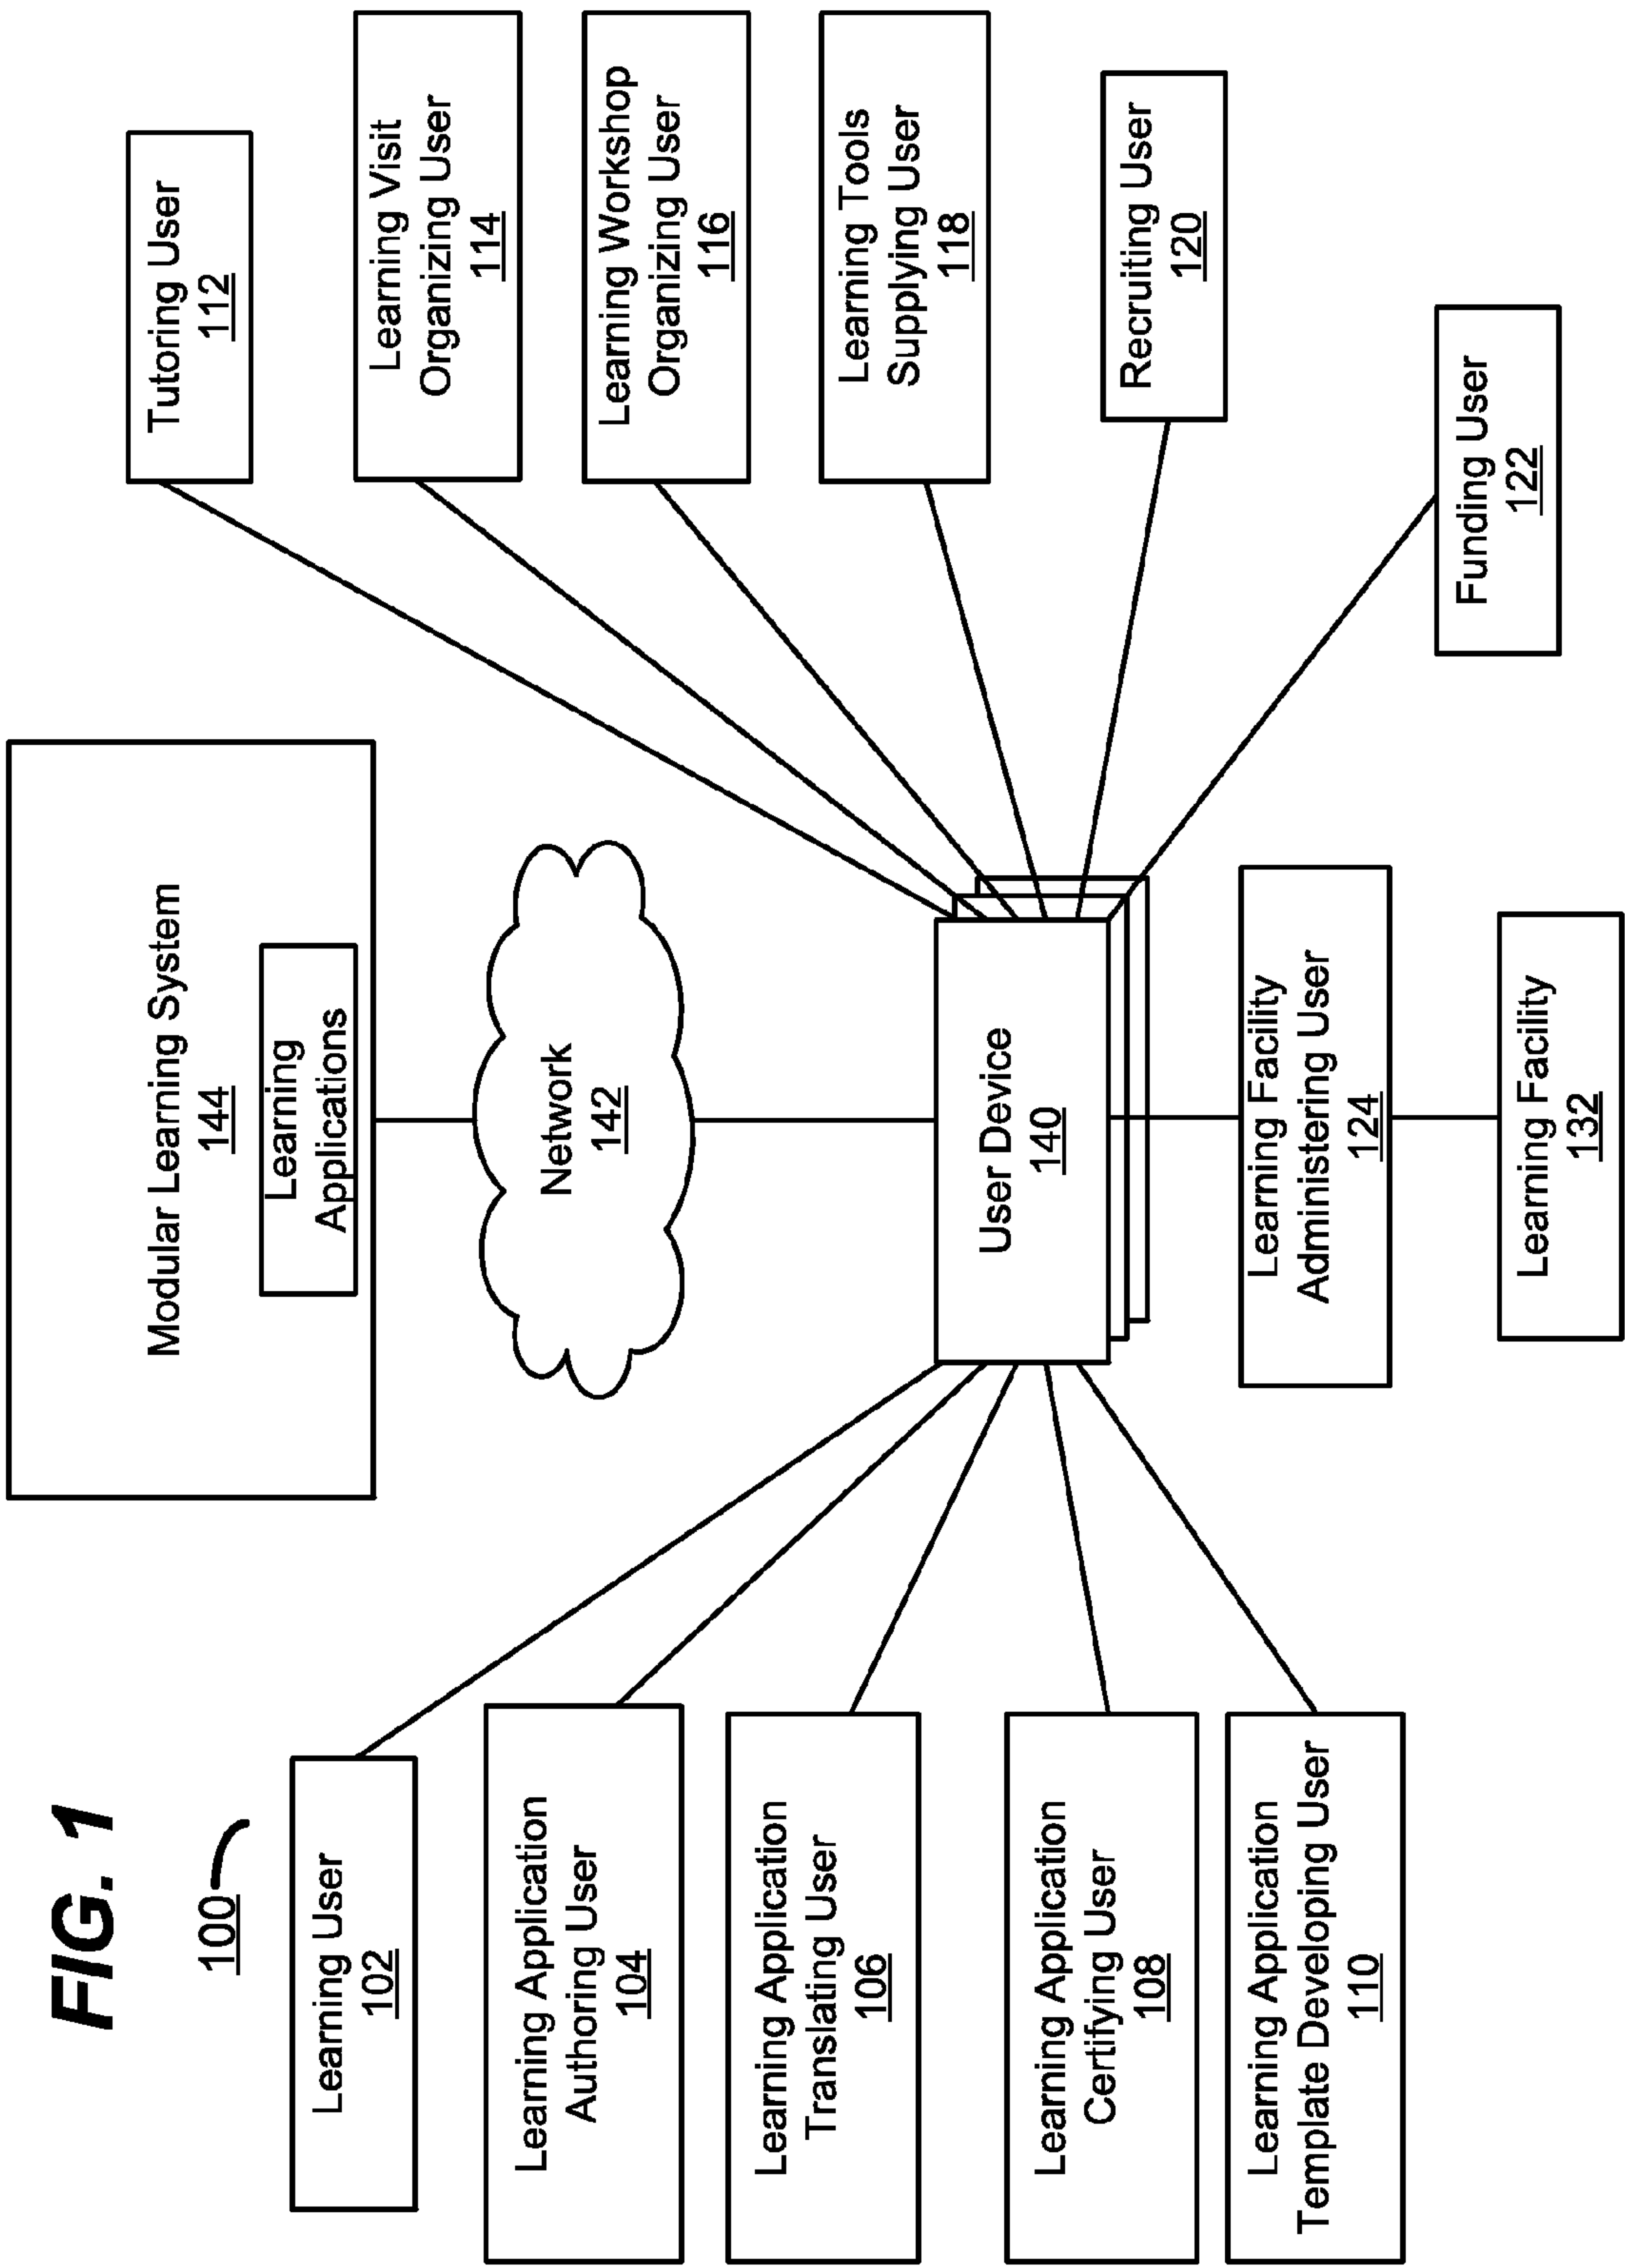 FIG. 1
100
Modular Learning System
144
Learning
Applications
Network
142
User Device
140
Learning User
102
Learning Application
Authoring User
104
Learning Application
Translating User
106
Learning Application
Certifying User
108
Learning Application
Template Developing User
110
Tutoring User
112
Learning Visit
Organizing User
114
Learning Workshop
Organizing User
116
Learning Tools
Supplying User
118
Recruiting User
120
Funding User
122
Learning Facility
Administering User
124
Learning Facility
132